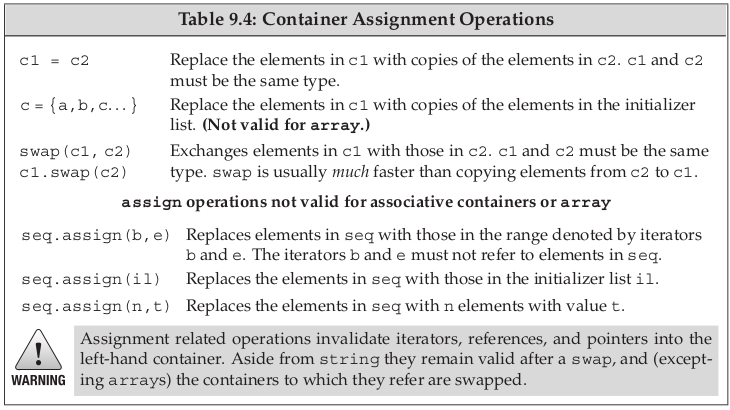 Table 9.4: Container Assignment Operations
c1 = c2 Replace the elements in c1 with copies of the elements in c2. c1 and c2
must be the same type.
c = {a,b,c...} Replace the elements in c1 with copies of the elements in the initializer
list. (Not valid for array.)
swap(c1, c2) Exchanges elements in c1 with those in c2. c1 and c2 must be the same
c1.swap(c2) type. swap is usually much faster than copying elements from c2 to c1.
assign operations not valid for associative containers or array
seq.assign(b,e) Replaces elements in seq with those in the range denoted by iterators
b and e. The iterators b and e must not refer to elements in seq.
seq.assign(il) Replaces the elements in seq with those in the initializer list il.
seq.assign(n,t) Replaces the elements in seq with n elements with value t.
Assignment related operations invalidate iterators, references, and pointers into the
left-hand container. Aside from string they remain valid after a swap, and (except-
ing arrays) the containers to which they refer are swapped.
!
WARNING